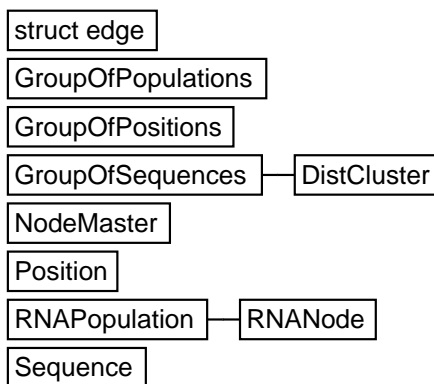 struct edge
GroupOfPopulations
GroupOfPositions
GroupOfSequences DistCluster
NodeMaster
Position
RNAPopulation RNANode
Sequence